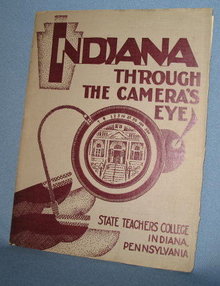 INDIANA
THROUGH
THE CAMERA'S
EYE
STATE TEACHERS COLLEGE
INDIANA,
PENNSYLVANIA